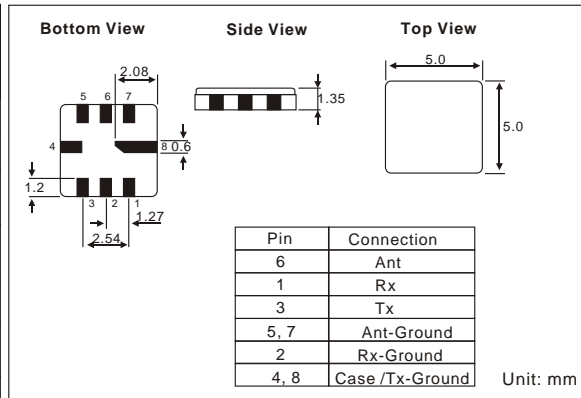 Bottom View
Side View
Top View
2.08
5.0
5 6 7
1.35
4
8 0.6
5.0
1.2
3 2 1
1.27
2.54
Pin Connection
6 Ant
1 Rx
3 Tx
5, 7 Ant-Ground
2 Rx-Ground
4, 8 Case /Tx-Ground
Unit: mm